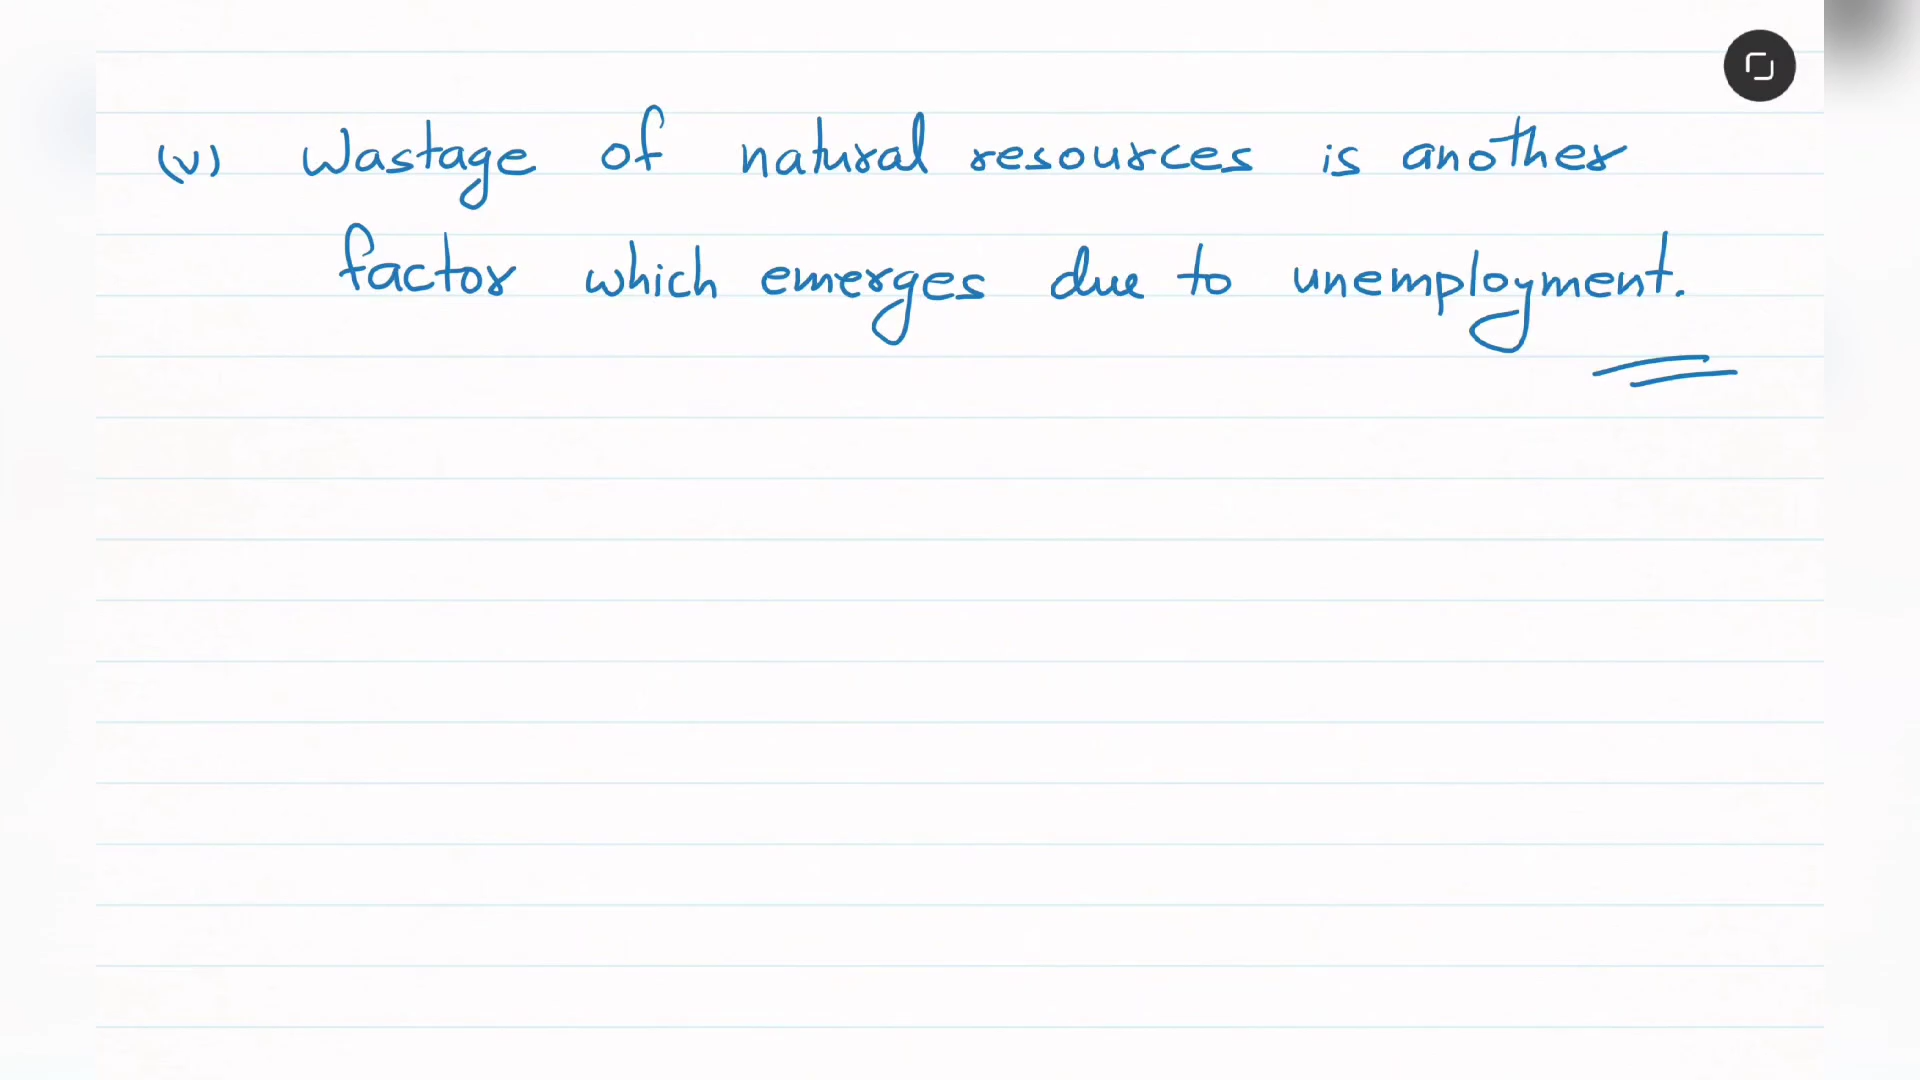 (v) Wastage of natural resources is another
factor which emerges due to unemployment.